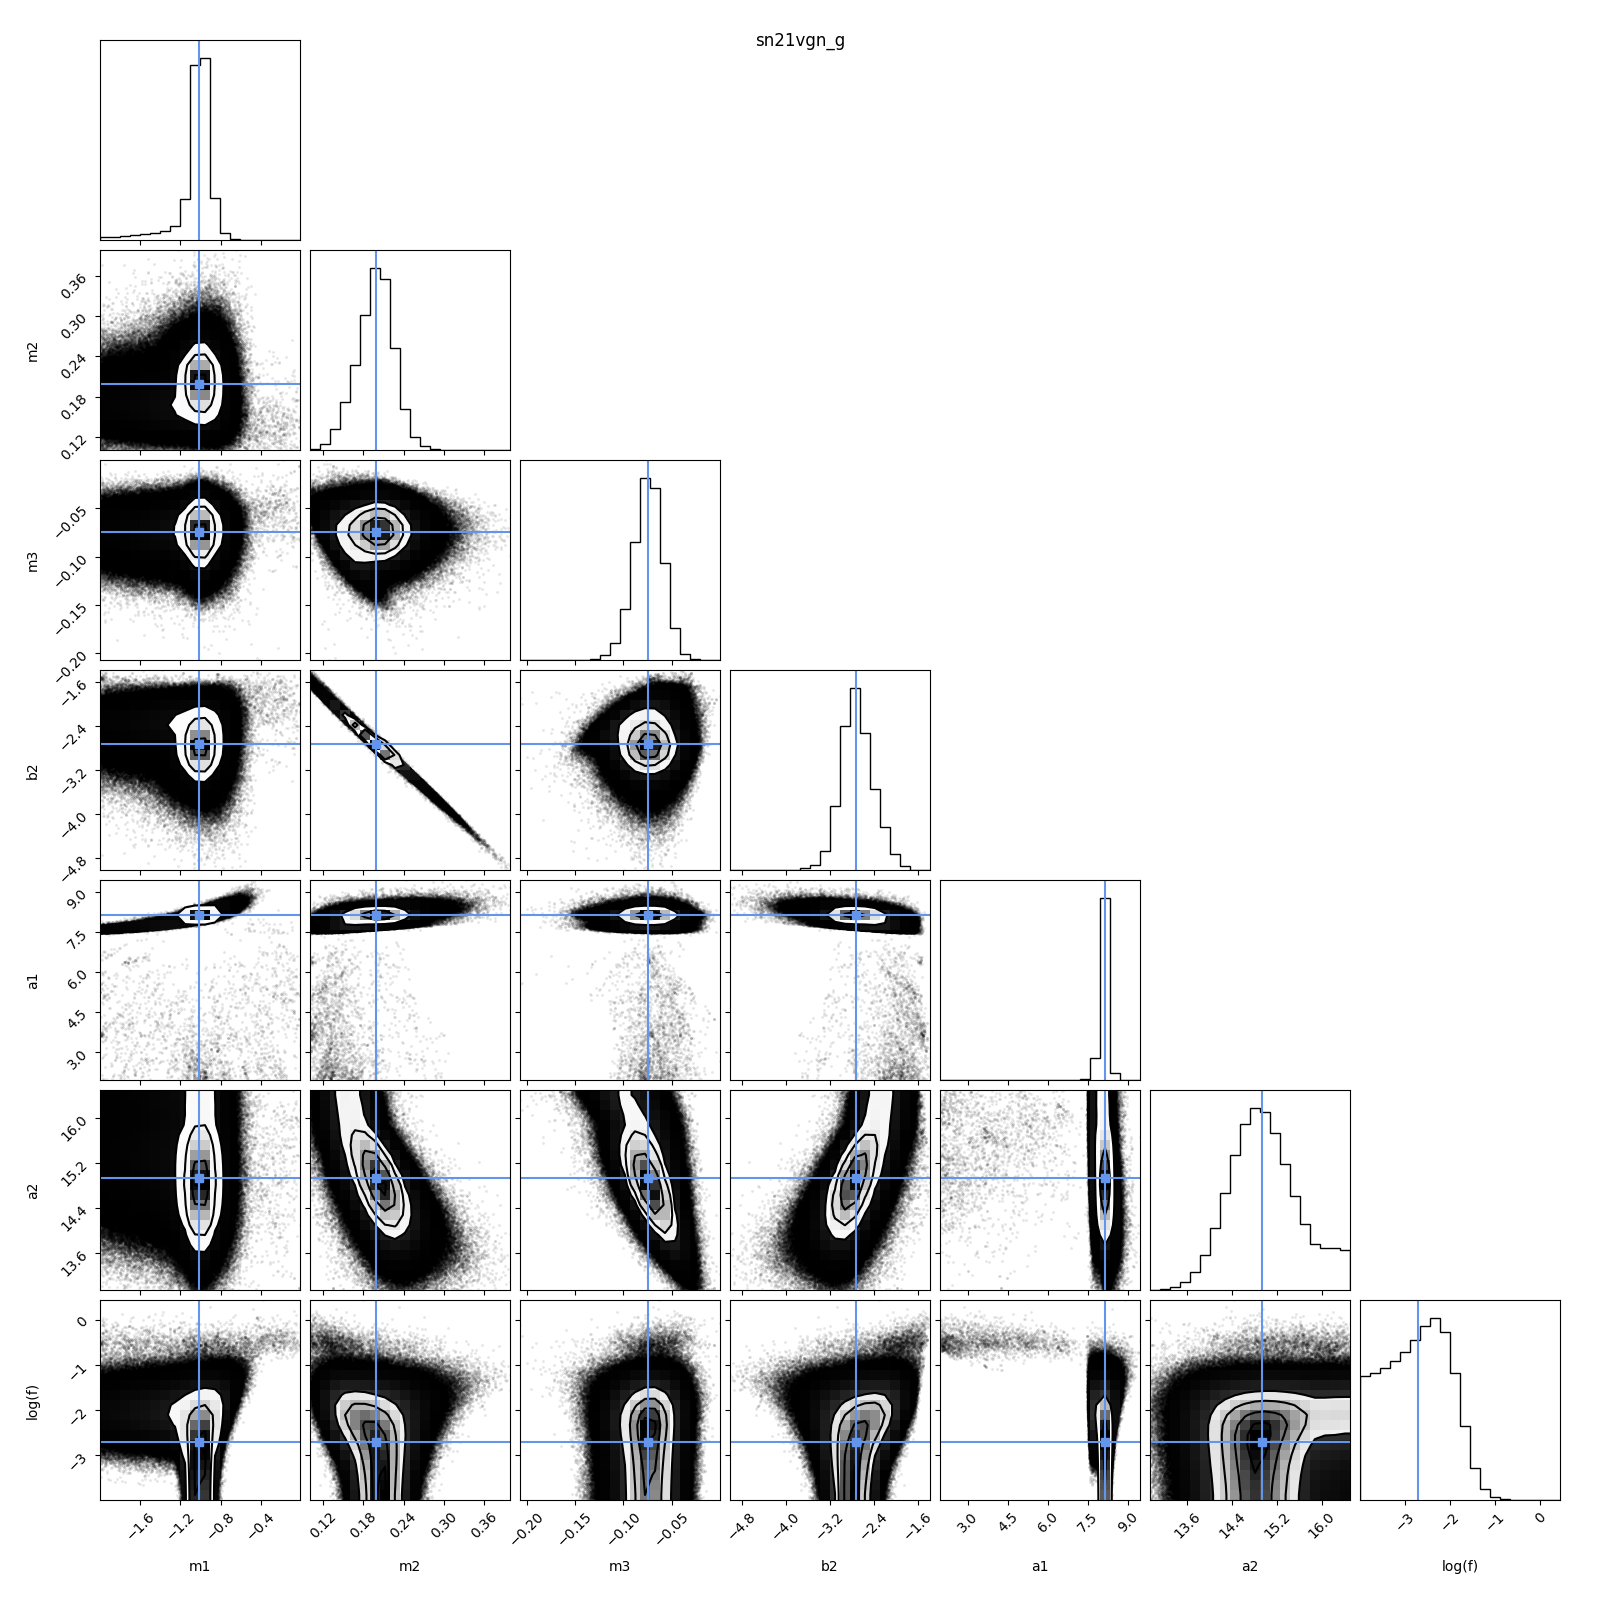 sn21vgn_g
m2
0.36
0.30
0.24
0.18
0.12
m3
−0.05
−0.10
−0.15
−0.20
b2
−1.6
−2.4
−3.2
−4.0
−4.8
a1
9.0
7.5
6.0
4.5
3.0
a2
16.0
15.2
14.4
13.6
log(f)
0
−1
−2
−3
−1.6 −1.2 −0.8 −0.4
0.12 0.18 0.24 0.30 0.36
−0.20 −0.15 −0.10 −0.05
−4.8 −4.0 −3.2 −2.4 −1.6
3.0 4.5 6.0 7.5 9.0
13.6 14.4 15.2 16.0
−3 −2 −1 0
m1 m2 m3 b2 a1 a2 log(f)